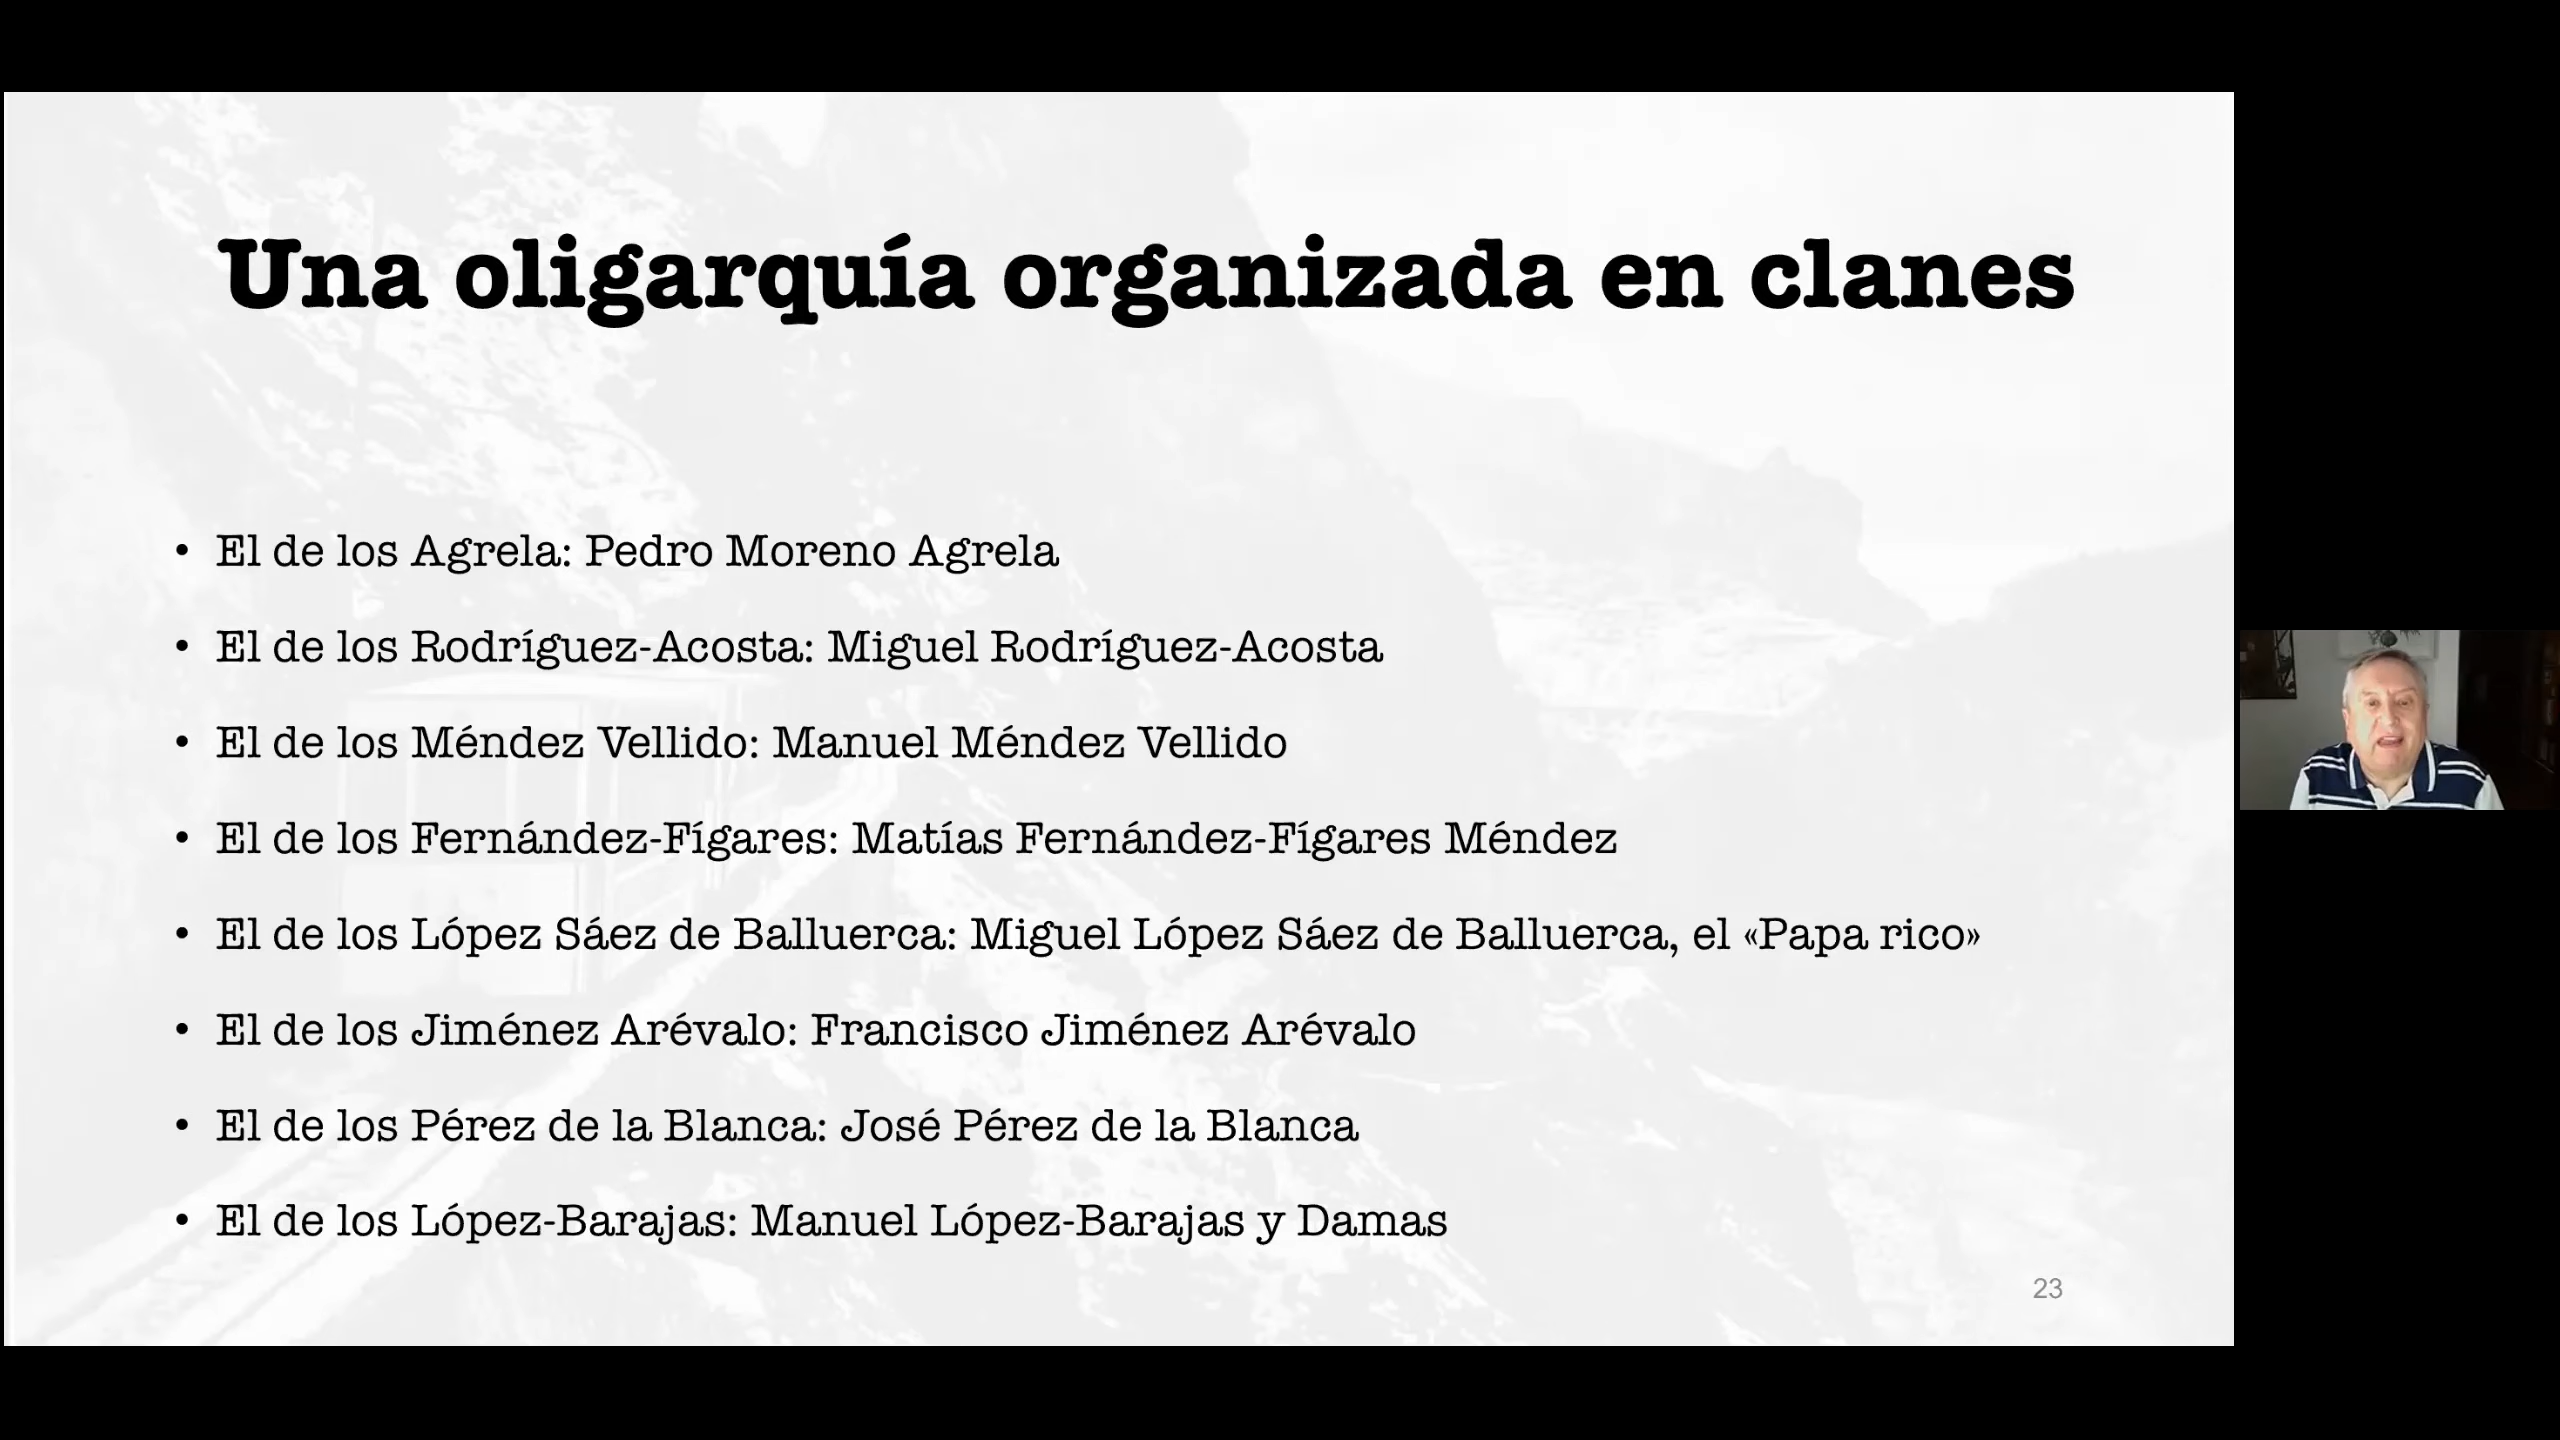 Una oligarquía organizada en clanes
• El de los Agrela: Pedro Moreno Agrela
• El de los Rodríguez-Acosta: Miguel Rodríguez-Acosta
• El de los Méndez Vellido: Manuel Méndez Vellido
• El de los Fernández-Fígares: Matías Fernández-Fígares Méndez
• El de los López Sáez de Balluerca: Miguel López Sáez de Balluerca, el «Papa rico»
• El de los Jiménez Arévalo: Francisco Jiménez Arévalo
• El de los Pérez de la Blanca: José Pérez de la Blanca
• El de los López-Barajas: Manuel López-Barajas y Damas
23